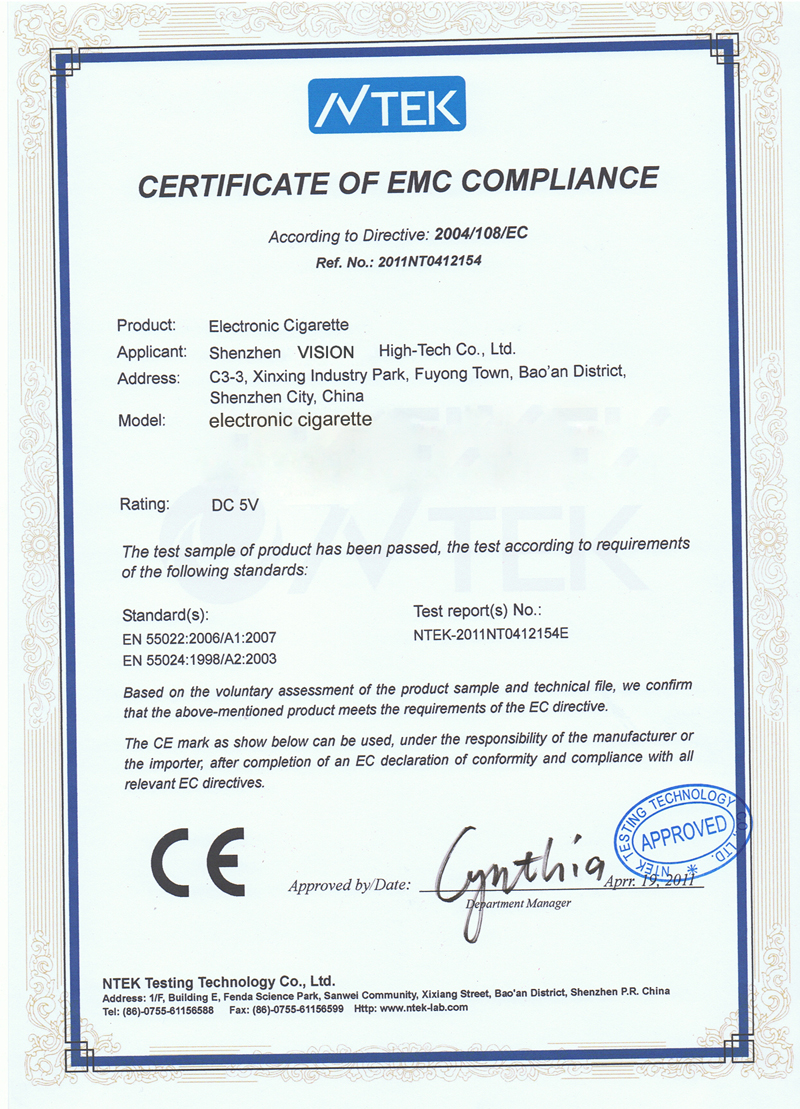 NTEK
CERTIFICATE OF EMC COMPLIANCE
According to Directive: 2004/108/EC
Ref. No.: 2011NT0412154
Product: Electronic Cigarette
Applicant: Shenzhen VISION High-Tech Co., Ltd.
Address: C3-3, Xinxing Industry Park, Fuyong Town, Bao'an District,
Shenzhen City, China
Model: electronic cigarette
Rating: DC 5V
NTEK
The test sample of product has been passed, the test according to requirements
of the following standards:
Standard(s): Test report(s) No.:
EN 55022:2006/A1:2007 NTEK-2011NT0412154E
EN 55024:1998/A2:2003
Based on the voluntary assessment of the product sample and technical file, we confirm
that the above-mentioned product meets the requirements of the EC directive.
The CE mark as show below can be used, under the responsibility of the manufacturer or
the importer, after completion of an EC declaration of conformity and compliance with all
relevant EC directives.
CE
NTEK TESTING TECHNOLOGY CO., LTD.
APPROVED
Approved by/Date: Cynthia Aprr. 19, 2011
Department Manager
NTEK Testing Technology Co., Ltd.
Address: 1/F, Building E, Fenda Science Park, Sanwei Community, Xixiang Street, Bao'an District, Shenzhen P.R. China
Tel: (86)-0755-61156588 Fax: (86)-0755-61156599 Http: www.ntek-lab.com